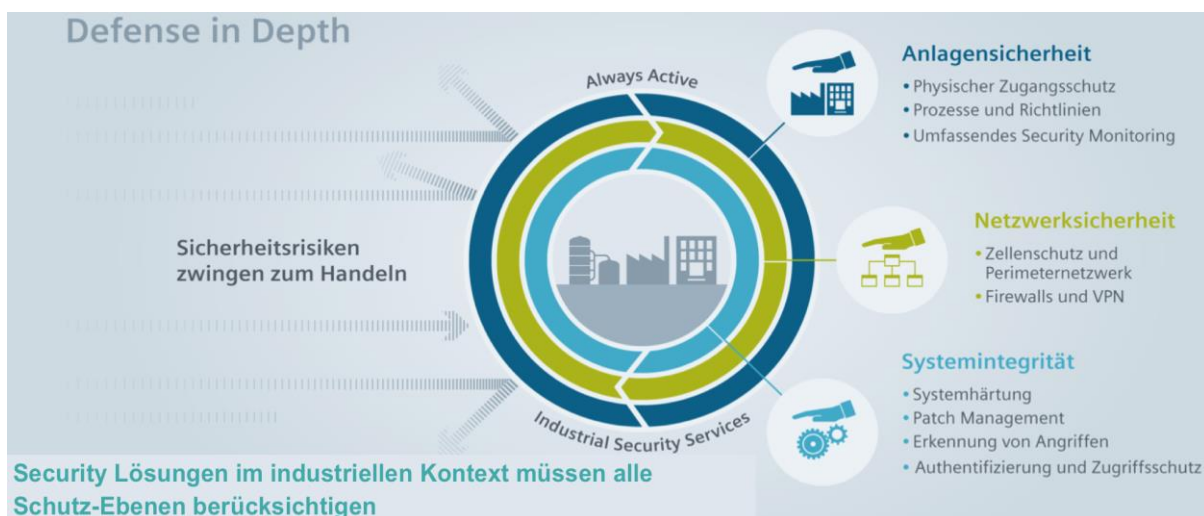 Defense in Depth
Always Active
Industrial Security Services
Sicherheitsrisiken
zwingen zum Handeln
Anlagensicherheit
• Physischer Zugangsschutz
• Prozesse und Richtlinien
• Umfassendes Security Monitoring
Netzwerksicherheit
• Zellenschutz und
Perimeternetzwerk
• Firewalls und VPN
Systemintegrität
• Systemhärtung
• Patch Management
• Erkennung von Angriffen
• Authentifizierung und Zugriffsschutz
Security Lösungen im industriellen Kontext müssen alle
Schutz-Ebenen berücksichtigen